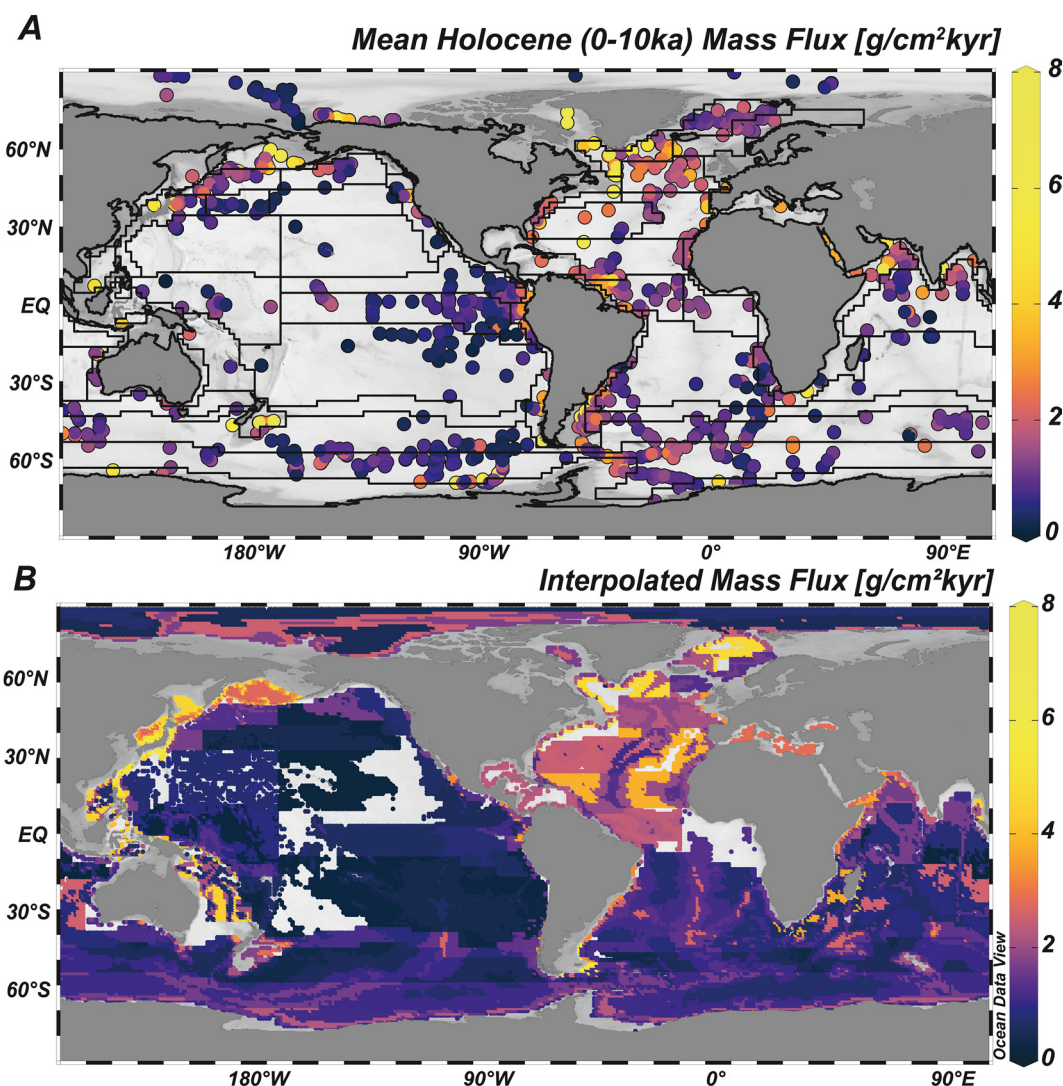 A
Mean Holocene (0-10ka) Mass Flux [g/cm²kyr]
8
6
4
2
0
60°N
30°N
EQ
30°S
60°S
180°W
90°W
0°
90°E
B
Interpolated Mass Flux [g/cm²kyr]
8
6
4
2
0
60°N
30°N
EQ
30°S
60°S
Ocean Data View
180°W
90°W
0°
90°E